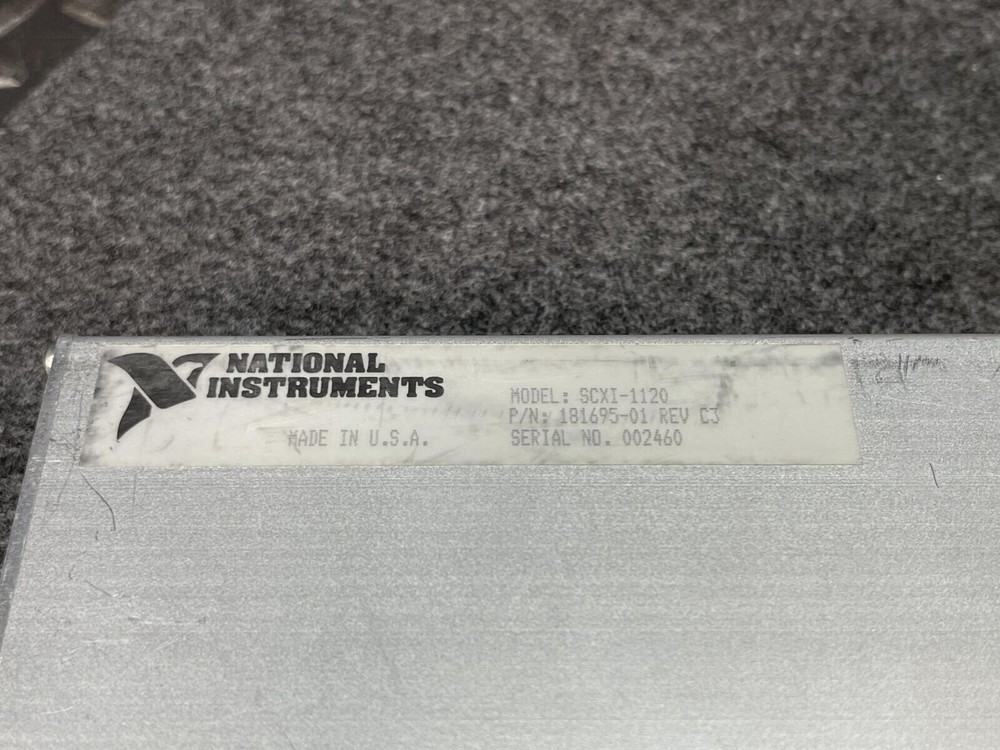 NATIONAL
INSTRUMENTS
MADE IN U.S.A.
MODEL: SCXI-1120
P/N: 181695-01 REV C3
SERIAL NO. 002460